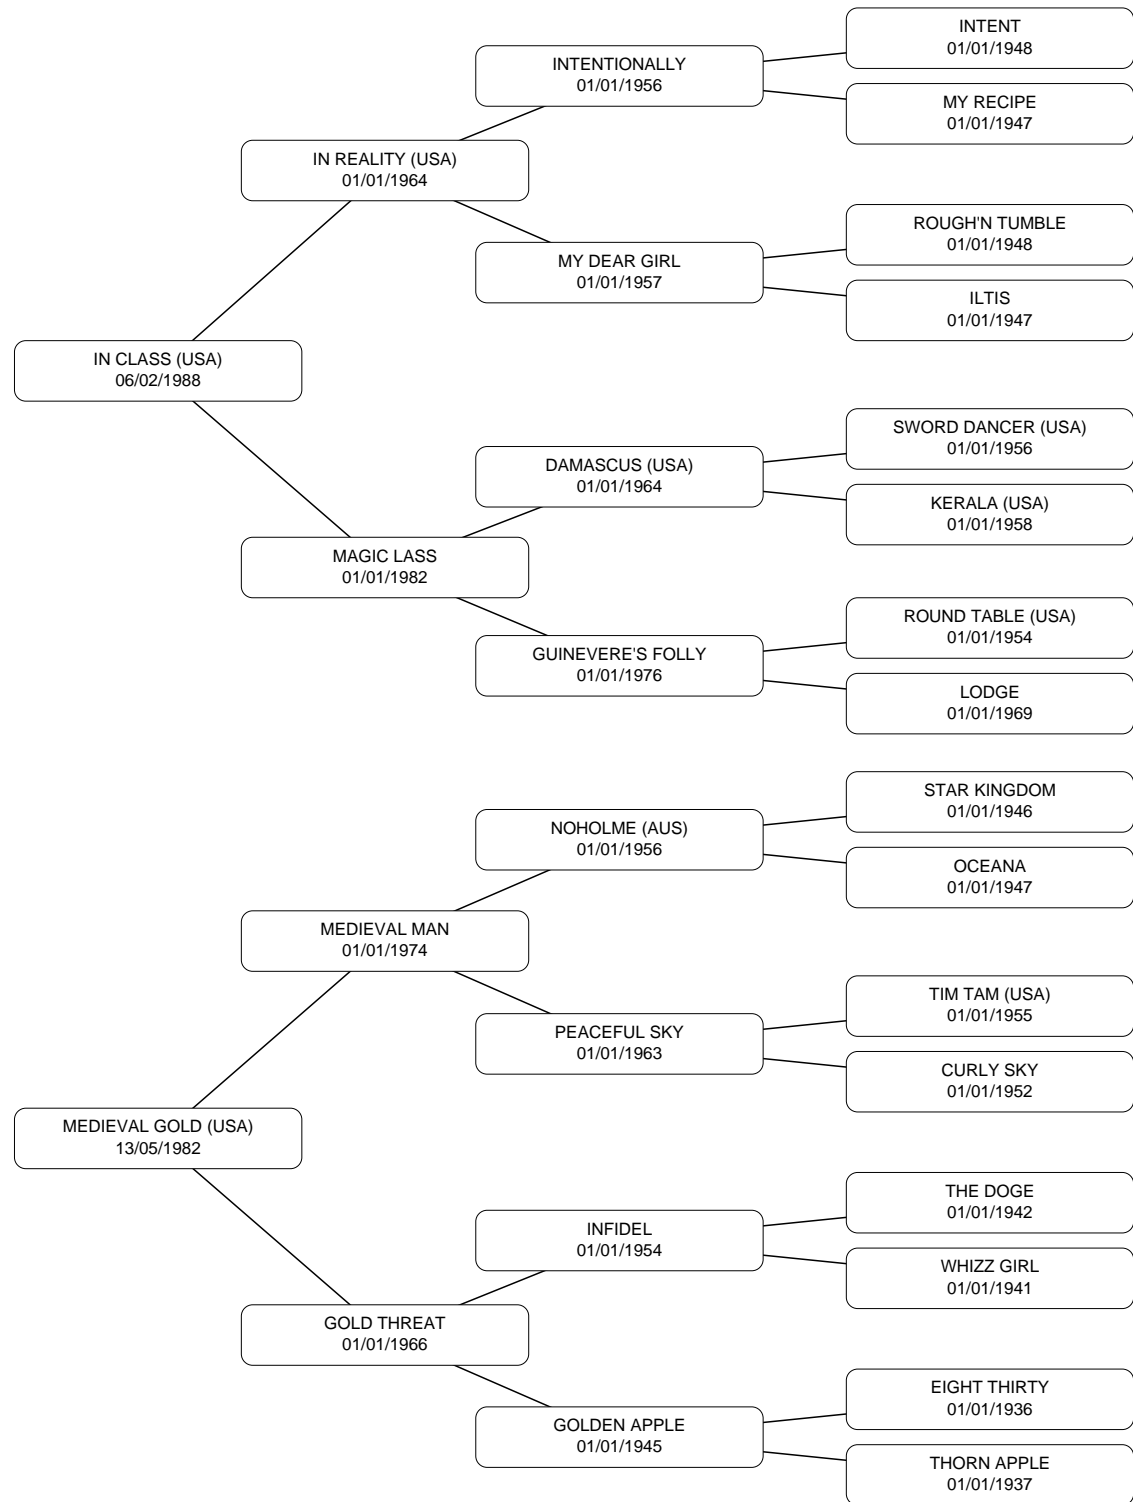 INTENT
01/01/1948
INTENTIONALLY
01/01/1956
MY RECIPE
01/01/1947
IN REALITY (USA)
01/01/1964
ROUGH'N TUMBLE
01/01/1948
MY DEAR GIRL
01/01/1957
ILTIS
01/01/1947
IN CLASS (USA)
06/02/1988
SWORD DANCER (USA)
01/01/1956
DAMASCUS (USA)
01/01/1964
KERALA (USA)
01/01/1958
MAGIC LASS
01/01/1982
ROUND TABLE (USA)
01/01/1954
GUINEVERE'S FOLLY
01/01/1976
LODGE
01/01/1969
STAR KINGDOM
01/01/1946
NOHOLME (AUS)
01/01/1956
OCEANA
01/01/1947
MEDIEVAL MAN
01/01/1974
TIM TAM (USA)
01/01/1955
PEACEFUL SKY
01/01/1963
CURLY SKY
01/01/1952
MEDIEVAL GOLD (USA)
13/05/1982
THE DOGE
01/01/1942
INFIDEL
01/01/1954
WHIZZ GIRL
01/01/1941
GOLD THREAT
01/01/1966
EIGHT THIRTY
01/01/1936
GOLDEN APPLE
01/01/1945
THORN APPLE
01/01/1937